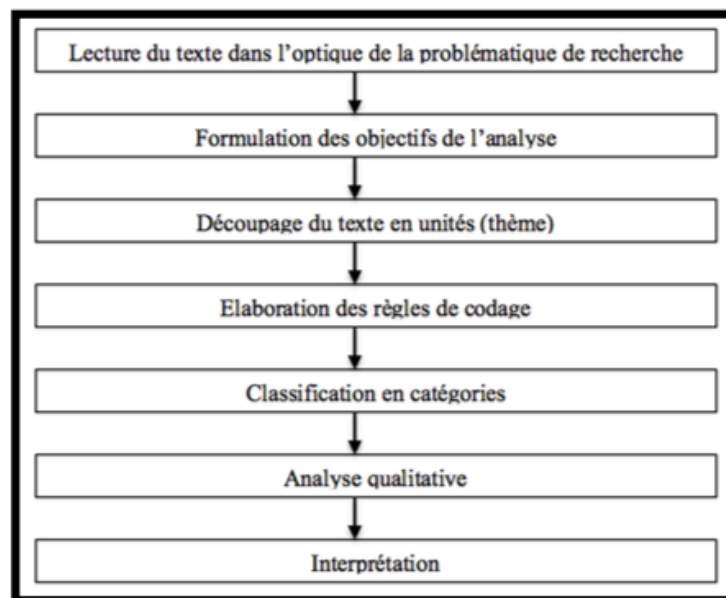 Lecture du texte dans l'optique de la problématique de recherche
Formulation des objectifs de l'analyse
Découpage du texte en unités (thème)
Elaboration des règles de codage
Classification en catégories
Analyse qualitative
Interprétation